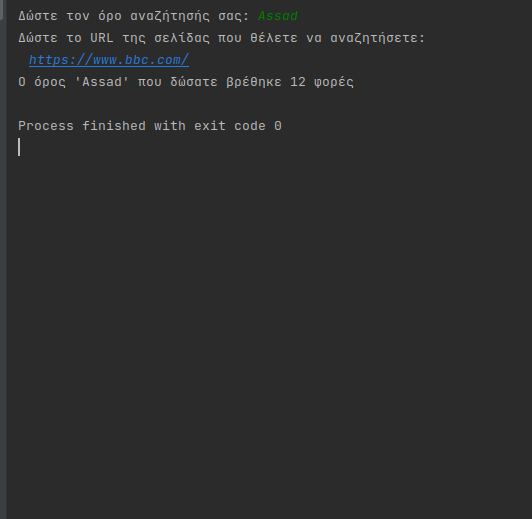 Δώστε τον όρο αναζήτησής σας: Assad
Δώστε το URL της σελίδας που θέλετε να αναζητήσετε:
https://www.bbc.com/
Ο όρος 'Assad' που δώσατε βρέθηκε 12 φορές
Process finished with exit code 0